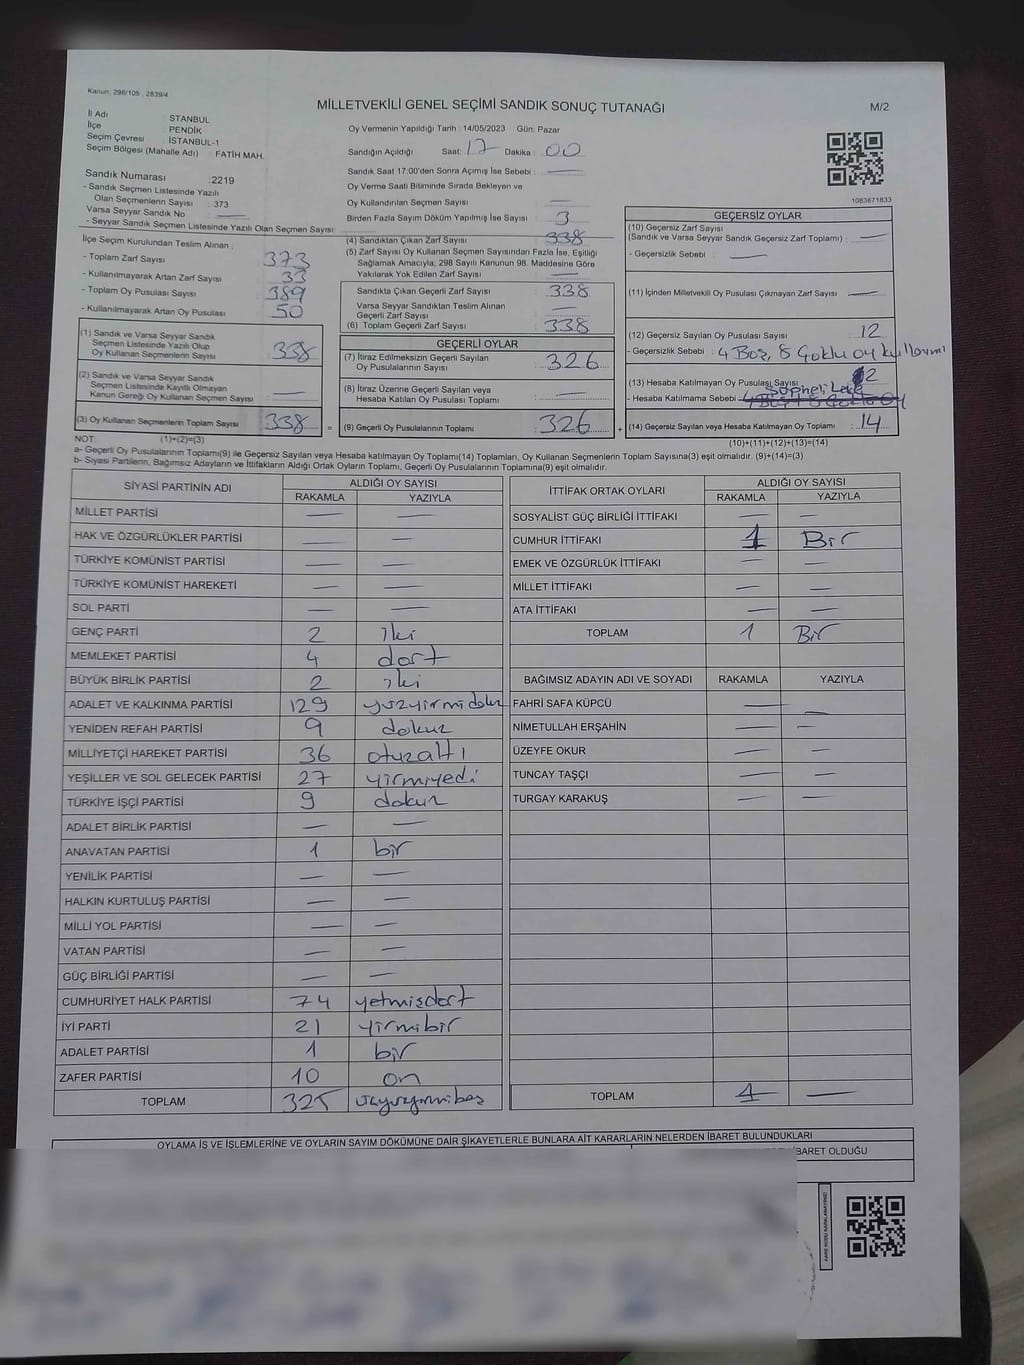 Kanun: 298/105 , 2839/4
MİLLETVEKİLİ GENEL SEÇİMİ SANDIK SONUÇ TUTANAĞI
M/2
İl Adı : İSTANBUL
İlçe : PENDİK
Seçim Çevresi : İSTANBUL-1
Seçim Bölgesi (Mahalle Adı) : FATİH MAH.
Sandık Numarası : 2219
- Sandık Seçmen Listesinde Yazılı
Olan Seçmenlerin Sayısı : 373
Varsa Seyyar Sandık No —
- Seyyar Sandık Seçmen Listesinde Yazılı Olan Seçmen Sayısı
Oy Vermenin Yapıldığı Tarih : 14/05/2023 Gün: Pazar
Sandığın Açıldığı Saat: 17 Dakika : 00
Sandık Saat 17:00'den Sonra Açmış İse Sebebi : —
Oy Verme Saati Bitiminde Sırada Bekleyen ve
Oy Kullandırılan Seçmen Sayısı : —
Birden Fazla Sayım Döküm Yapılmış İse Sayısı : 3
1083671833
İlçe Seçim Kurulundan Teslim Alınan :
- Toplam Zarf Sayısı : 373
- Kullanılmayarak Artan Zarf Sayısı : 33
- Toplam Oy Pusulası Sayısı : 389
- Kullanılmayarak Artan Oy Pusulası : 50
(1) Sandık ve Varsa Seyyar Sandık
Seçmen Listesinde Yazılı Olup
Oy Kullanan Seçmenlerin Sayısı : 338
(2) Sandık ve Varsa Seyyar Sandık
Seçmen Listesinde Kayıtlı Olmayan
Kanun Gereği Oy Kullanan Seçmen Sayısı : —
(3) Oy Kullanan Seçmenlerin Toplam Sayısı : 338 =
(4) Sandıktan Çıkan Zarf Sayısı : 338
(5) Zarf Sayısı Oy Kullanan Seçmen Sayısından Fazla İse, Eşitliği
Sağlamak Amacıyla, 298 Sayılı Kanunun 98. Maddesine Göre
Yakılarak Yok Edilen Zarf Sayısı : —
Sandıkta Çıkan Geçerli Zarf Sayısı : 338
Varsa Seyyar Sandıktan Teslim Alınan
Geçerli Zarf Sayısı : —
(6) Toplam Geçerli Zarf Sayısı : 338
GEÇERLİ OYLAR
(7) İtiraz Edilmeksizin Geçerli Sayılan
Oy Pusulalarının Sayısı : 326
(8) İtiraz Üzerine Geçerli Sayılan veya
Hesaba Katılan Oy Pusulası Toplamı : —
(9) Geçerli Oy Pusulalarının Toplamı : 326 +
GEÇERSİZ OYLAR
(10) Geçersiz Zarf Sayısı
(Sandık ve Varsa Seyyar Sandık Geçersiz Zarf Toplamı) : —
- Geçersizlik Sebebi : —
(11) İçinden Milletvekili Oy Pusulası Çıkmayan Zarf Sayısı : —
(12) Geçersiz Sayılan Oy Pusulası Sayısı : 12
- Geçersizlik Sebebi : 4 Boş, 8 Çoklu oy kullanımı
(13) Hesaba Katılmayan Oy Pusulası Sayısı 2
- Hesaba Katılmama Sebebi Şüpheli
(14) Geçersiz Sayılan veya Hesaba Katılmayan Oy Toplamı : 14
NOT: (1)+(2)=(3)
(10)+(11)+(12)+(13)=(14)
a- Geçerli Oy Pusulalarının Toplamı(9) ile Geçersiz Sayılan veya Hesaba Katılmayan Oy Toplamı(14) Toplamları, Oy Kullanan Seçmenlerin Toplam Sayısına(3) eşit olmalıdır. (9)+(14)=(3)
b- Siyasi Partilerin, Bağımsız Adayların ve İttifakların Aldığı Ortak Oyların Toplamı, Geçerli Oy Pusulalarının Toplamına(9) eşit olmalıdır.
SİYASİ PARTİNİN ADI ALDIĞI OY SAYISI
RAKAMLA YAZIYLA
MİLLET PARTİSİ — —
HAK VE ÖZGÜRLÜKLER PARTİSİ — —
TÜRKİYE KOMÜNİST PARTİSİ — —
TÜRKİYE KOMÜNİST HAREKETİ — —
SOL PARTİ — —
GENÇ PARTİ 2 iki
MEMLEKET PARTİSİ 4 dört
BÜYÜK BİRLİK PARTİSİ 2 iki
ADALET VE KALKINMA PARTİSİ 129 yüzyirmidokuz
YENİDEN REFAH PARTİSİ 9 dokuz
MİLLİYETÇİ HAREKET PARTİSİ 36 otuzaltı
YEŞİLLER VE SOL GELECEK PARTİSİ 27 yirmiyedi
TÜRKİYE İŞÇİ PARTİSİ 9 dokuz
ADALET BİRLİK PARTİSİ — —
ANAVATAN PARTİSİ 1 bir
YENİLİK PARTİSİ — —
HALKIN KURTULUŞ PARTİSİ — —
MİLLİ YOL PARTİSİ — —
VATAN PARTİSİ — —
GÜÇ BİRLİĞİ PARTİSİ — —
CUMHURİYET HALK PARTİSİ 74 yetmişdört
İYİ PARTİ 21 yirmibir
ADALET PARTİSİ 1 bir
ZAFER PARTİSİ 10 on
TOPLAM 325 üçyüzyirmibeş
İTTİFAK ORTAK OYLARI ALDIĞI OY SAYISI
RAKAMLA YAZIYLA
SOSYALİST GÜÇ BİRLİĞİ İTTİFAKI — —
CUMHUR İTTİFAKI 1 Bir
EMEK VE ÖZGÜRLÜK İTTİFAKI — —
MİLLET İTTİFAKI — —
ATA İTTİFAKI — —
TOPLAM 1 Bir
BAĞIMSIZ ADAYIN ADI VE SOYADI RAKAMLA YAZIYLA
FAHRİ SAFA KÜPCÜ — —
NİMETULLAH ERŞAHİN — —
ÜZEYFE OKUR — —
TUNCAY TAŞÇI — —
TURGAY KARAKUŞ — —
TOPLAM 1 —
OYLAMA İŞ VE İŞLEMLERİNE VE OYLARIN SAYIM DÖKÜMÜNE DAİR ŞİKAYETLERLE BUNLARA AİT KARARLARIN NELERDEN İBARET BULUNDUKLARI
İBARET OLDUĞU